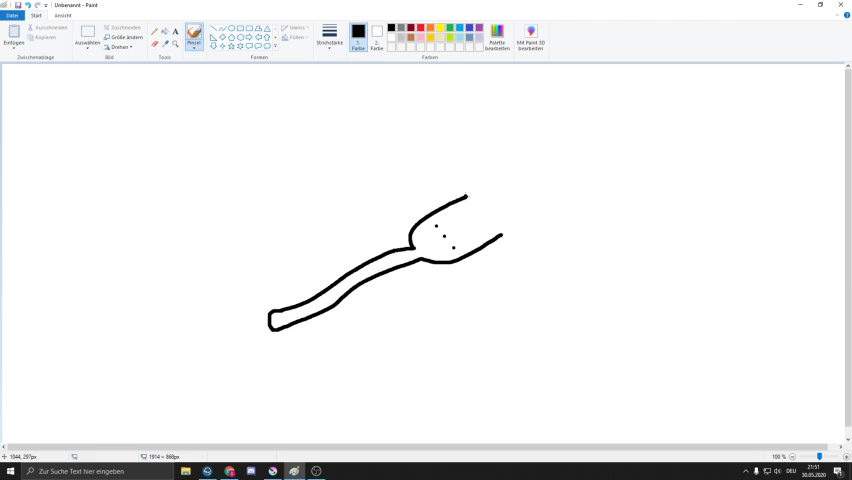 Unbenannt - Paint
Datei Start Ansicht
Einfügen
Ausschneiden
Kopieren
Zwischenablage
Auswählen
Zuschneiden
Größe ändern
Drehen
Bild
A
Tools
Pinsel
Umriss
Füllen
Formen
Strichstärke
1.
Farbe
2.
Farbe
Palette
bearbeiten
Mit Paint 3D
bearbeiten
Farben
1044, 297px
1914 × 868px
100 %
Zur Suche Text hier eingeben
DEU
21:51
30.05.2020